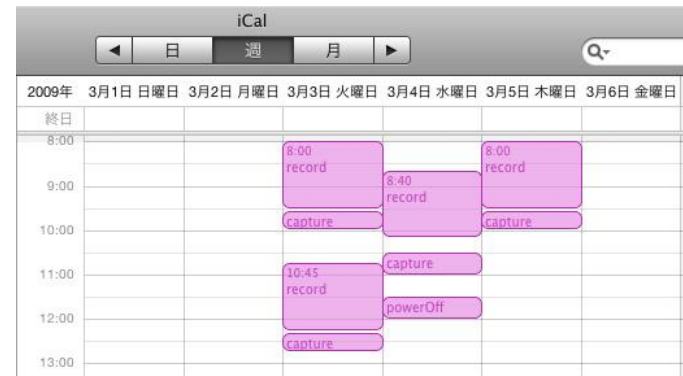 iCal
日 週 月
2009年 3月1日 日曜日 3月2日 月曜日 3月3日 火曜日 3月4日 水曜日 3月5日 木曜日 3月6日 金曜日
終日
8:00
9:00
10:00
11:00
12:00
13:00
8:00
record
capture
10:45
record
capture
8:40
record
capture
powerOff
8:00
record
capture